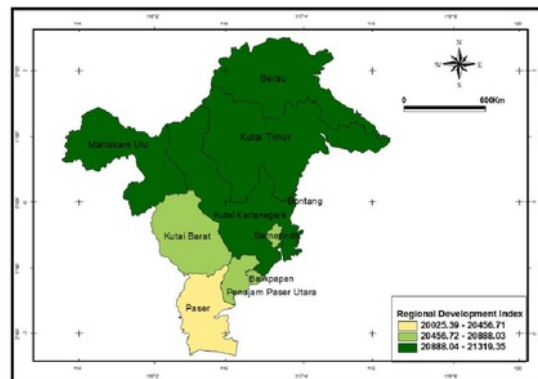 N
W E
S
0 600Km
Berau
Kutai Timur
Mahakam Ulu
Bontang
Kutai Kartanegara
Samarinda
Kutai Barat
Balikpapan
Penajam Paser Utara
Paser
Regional Development Index
20025.39 - 20456.71
20456.72 - 20888.03
20888.04 - 21319.35